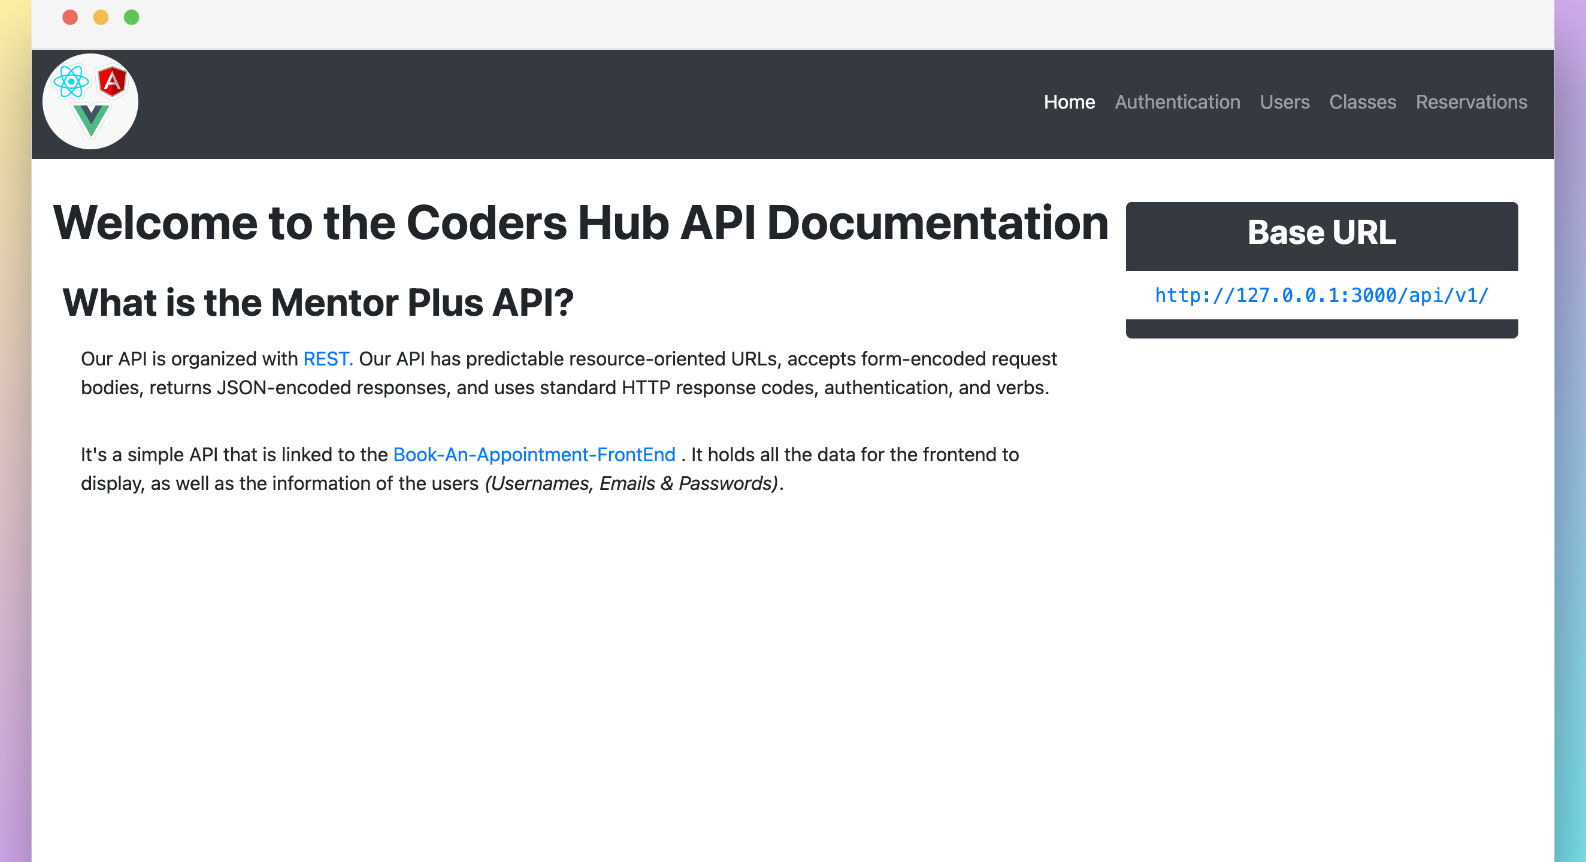 Home Authentication Users Classes Reservations
Welcome to the Coders Hub API Documentation
What is the Mentor Plus API?
Our API is organized with REST. Our API has predictable resource-oriented URLs, accepts form-encoded request
bodies, returns JSON-encoded responses, and uses standard HTTP response codes, authentication, and verbs.
It's a simple API that is linked to the Book-An-Appointment-FrontEnd . It holds all the data for the frontend to
display, as well as the information of the users (Usernames, Emails & Passwords).
Base URL
http://127.0.0.1:3000/api/v1/